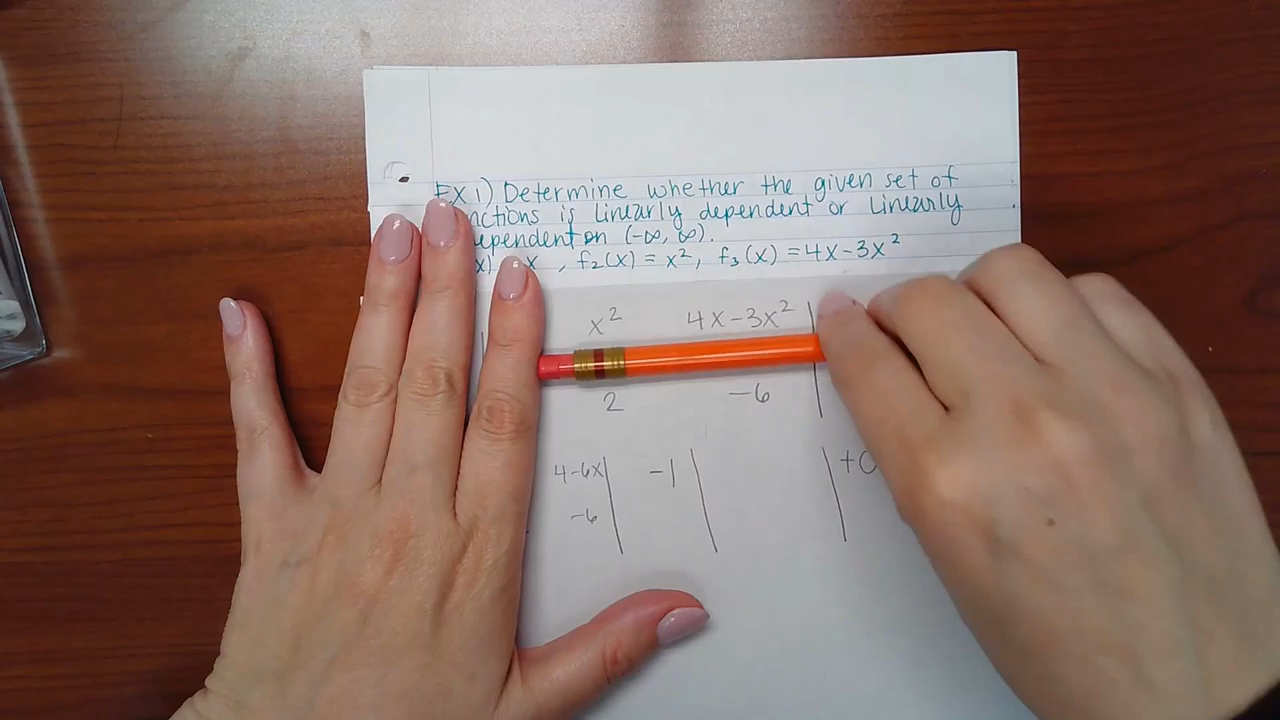 EX 1) Determine whether the given set of
nctions is linearly dependent or linearly
ependent on (-∞, ∞).
x) x , f₂(x) = x², f₃(x) = 4x-3x²
x² 4x-3x² |
2 -6
4-6x | -1 | | +0
-6